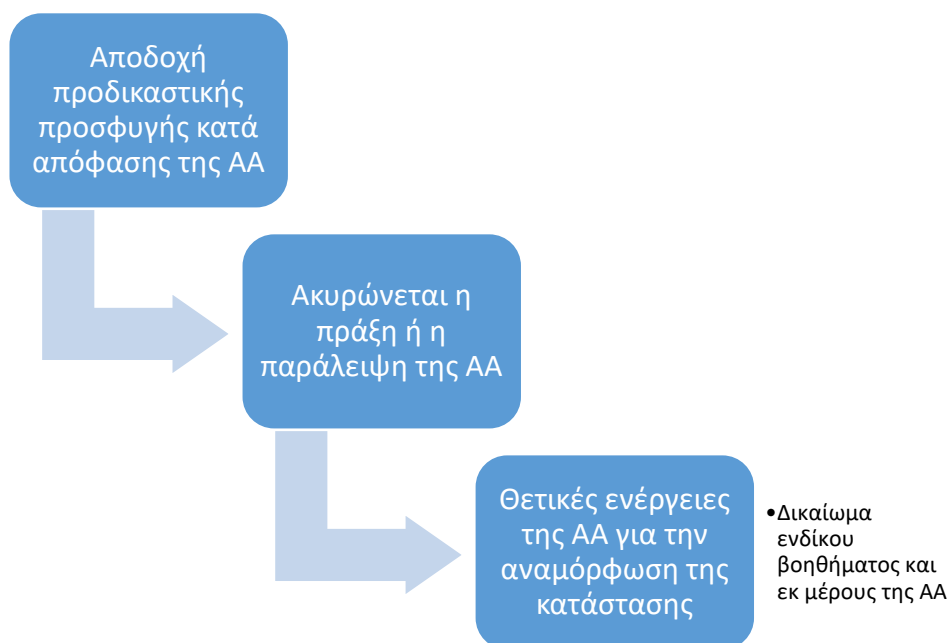 Αποδοχή
προδικαστικής
προσφυγής κατά
απόφασης της ΑΑ
Ακυρώνεται η
πράξη ή η
παράλειψη της ΑΑ
Θετικές ενέργειες
της ΑΑ για την
αναμόρφωση της
κατάστασης
•Δικαίωμα
ενδίκου
βοηθήματος και
εκ μέρους της ΑΑ